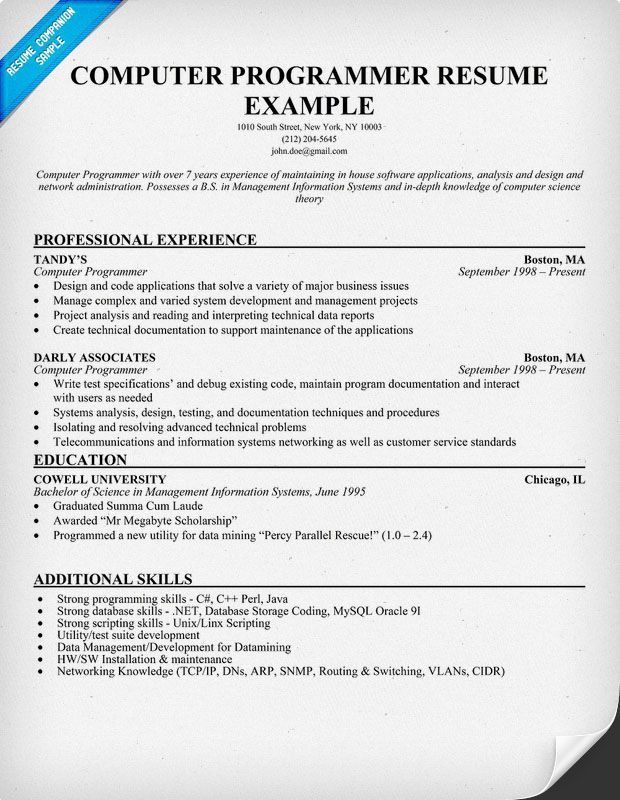 RESUME COMPANION
SAMPLE
COMPUTER PROGRAMMER RESUME
EXAMPLE
1010 South Street, New York, NY 10003
(212) 204-5645
john.doe@gmail.com
Computer Programmer with over 7 years experience of maintaining in house software applications, analysis and design and
network administration. Possesses a B.S. in Management Information Systems and in-depth knowledge of computer science
theory
PROFESSIONAL EXPERIENCE
TANDY'S Boston, MA
Computer Programmer September 1998 – Present
• Design and code applications that solve a variety of major business issues
• Manage complex and varied system development and management projects
• Project analysis and reading and interpreting technical data reports
• Create technical documentation to support maintenance of the applications
DARLY ASSOCIATES Boston, MA
Computer Programmer September 1998 – Present
• Write test specifications' and debug existing code, maintain program documentation and interact
with users as needed
• Systems analysis, design, testing, and documentation techniques and procedures
• Isolating and resolving advanced technical problems
• Telecommunications and information systems networking as well as customer service standards
EDUCATION
COWELL UNIVERSITY Chicago, IL
Bachelor of Science in Management Information Systems, June 1995
• Graduated Summa Cum Laude
• Awarded “Mr Megabyte Scholarship”
• Programmed a new utility for data mining “Percy Parallel Rescue!” (1.0 – 2.4)
ADDITIONAL SKILLS
• Strong programming skills - C#, C++ Perl, Java
• Strong database skills - .NET, Database Storage Coding, MySQL Oracle 9I
• Strong scripting skills - Unix/Linx Scripting
• Utility/test suite development
• Data Management/Development for Datamining
• HW/SW Installation & maintenance
• Networking Knowledge (TCP/IP, DNs, ARP, SNMP, Routing & Switching, VLANs, CIDR)